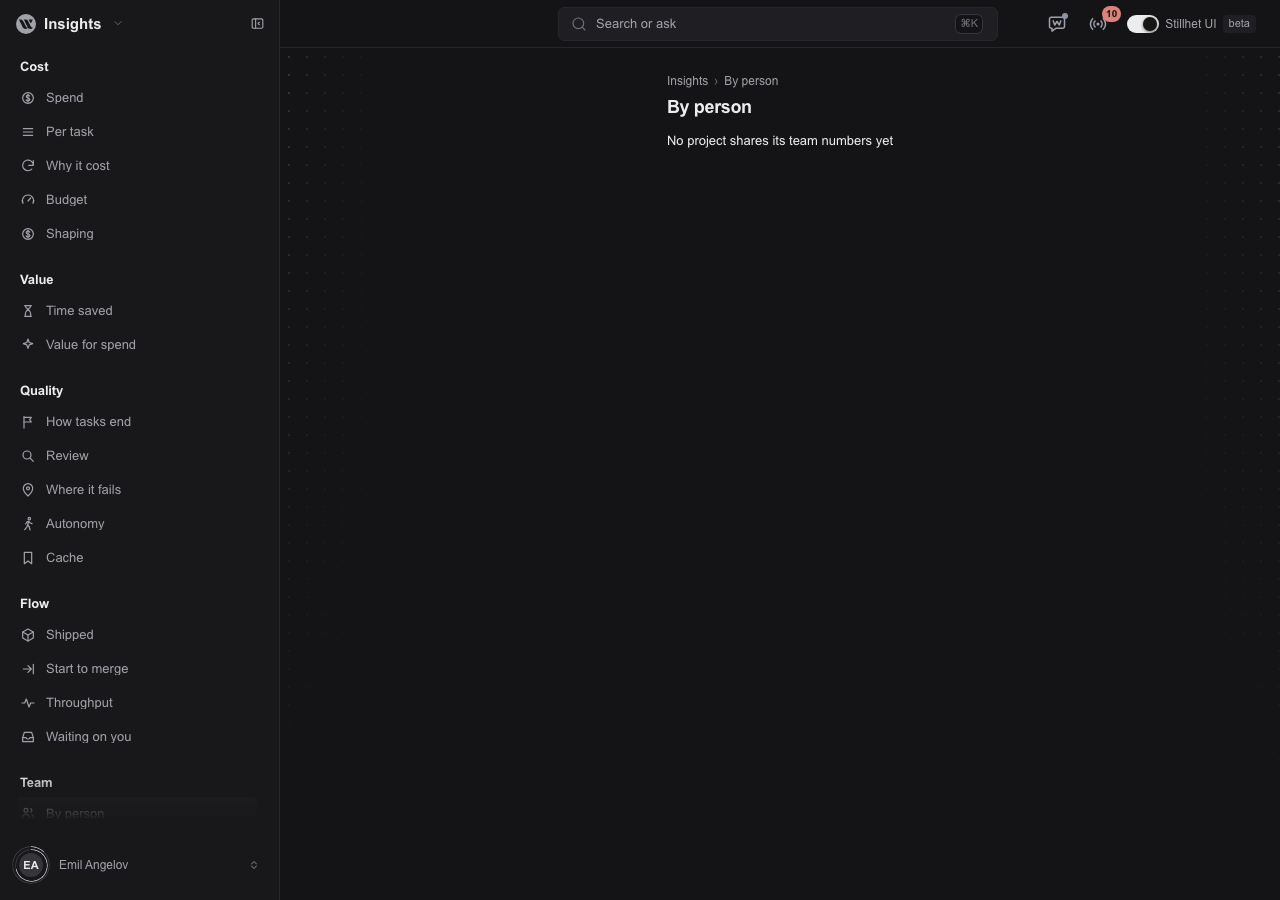 Insights
Search or ask
⌘K
10
Stillhet UI
beta
Cost
Spend
Per task
Why it cost
Budget
Shaping
Value
Time saved
Value for spend
Quality
How tasks end
Review
Where it fails
Autonomy
Cache
Flow
Shipped
Start to merge
Throughput
Waiting on you
Team
By person
EA
Emil Angelov
Insights › By person
By person
No project shares its team numbers yet